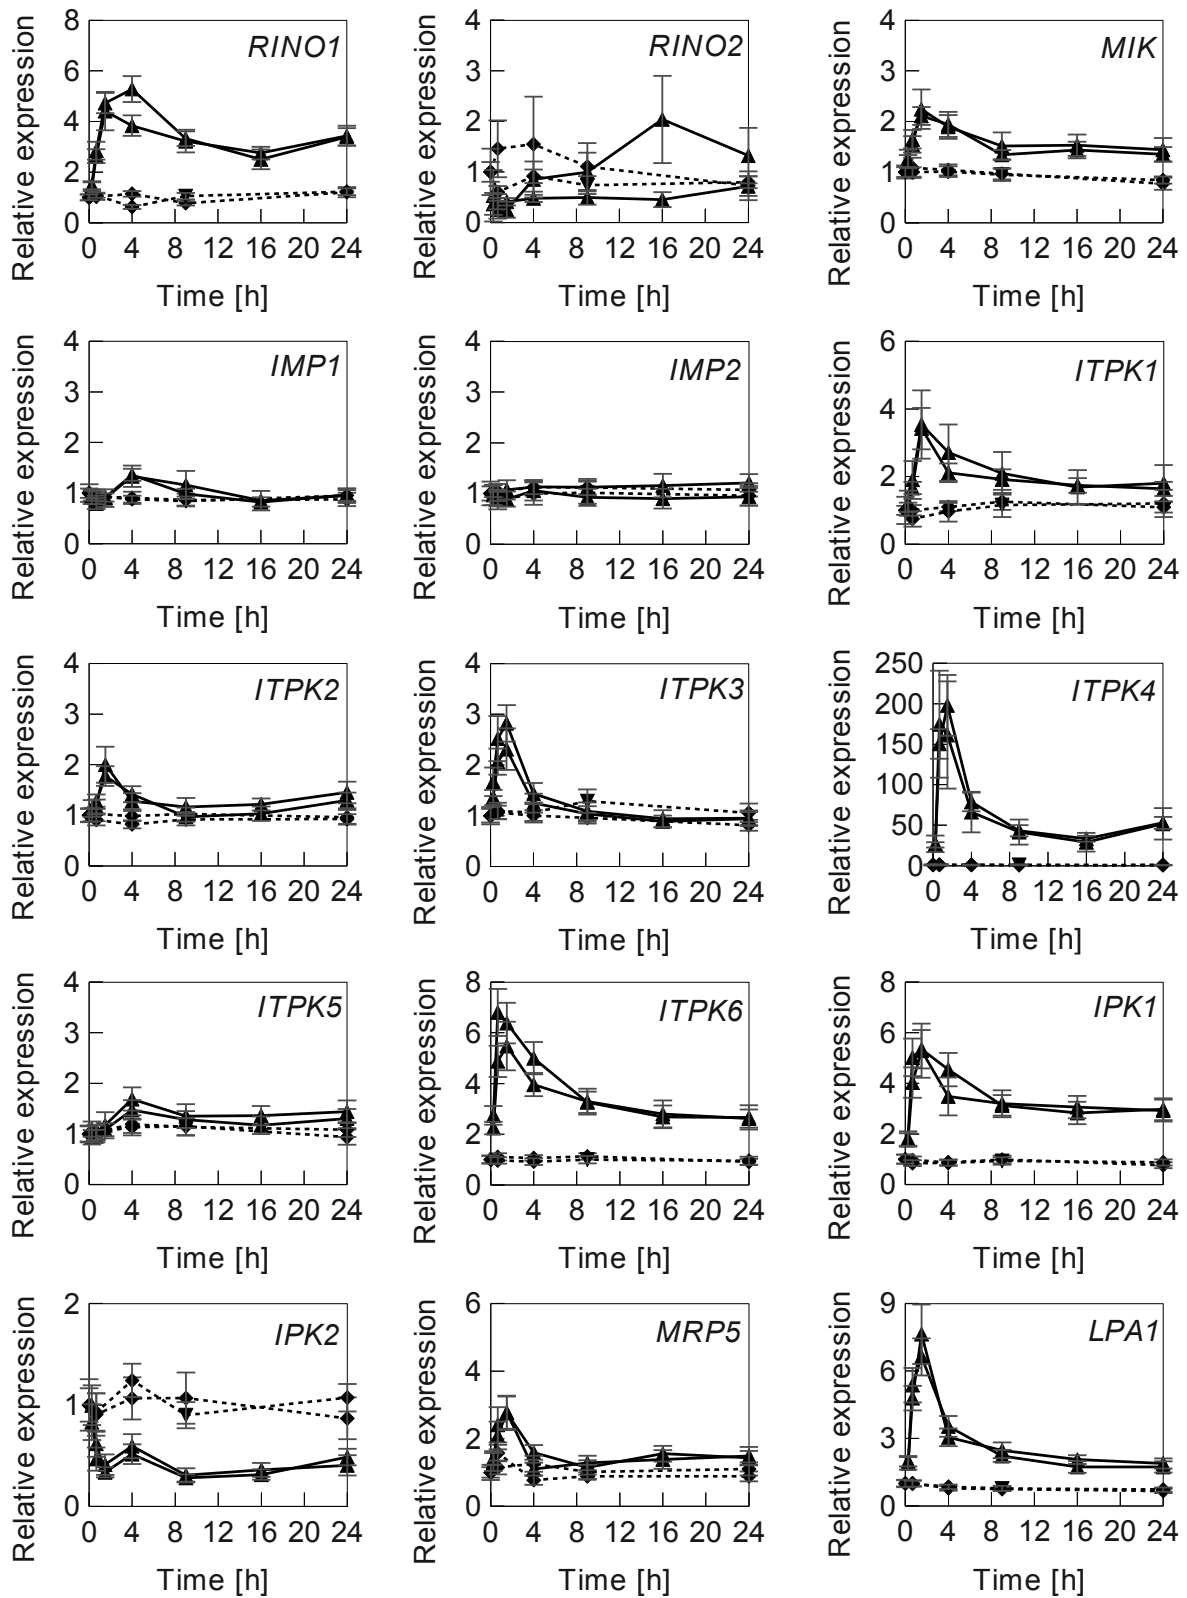 Relative expression
8
6
4
2
0
RINO1
0 4 8 12 16 20 24
Time [h]
Relative expression
4
3
2
1
0
RINO2
0 4 8 12 16 20 24
Time [h]
Relative expression
4
3
2
1
0
MIK
0 4 8 12 16 20 24
Time [h]
Relative expression
4
3
2
1
0
IMP1
0 4 8 12 16 20 24
Time [h]
Relative expression
4
3
2
1
0
IMP2
0 4 8 12 16 20 24
Time [h]
Relative expression
6
4
2
0
ITPK1
0 4 8 12 16 20 24
Time [h]
Relative expression
4
3
2
1
0
ITPK2
0 4 8 12 16 20 24
Time [h]
Relative expression
4
3
2
1
0
ITPK3
0 4 8 12 16 20 24
Time [h]
Relative expression
250
200
150
100
50
0
ITPK4
0 4 8 12 16 20 24
Time [h]
Relative expression
4
3
2
1
0
ITPK5
0 4 8 12 16 20 24
Time [h]
Relative expression
8
6
4
2
0
ITPK6
0 4 8 12 16 20 24
Time [h]
Relative expression
8
6
4
2
0
IPK1
0 4 8 12 16 20 24
Time [h]
Relative expression
2
1
0
IPK2
0 4 8 12 16 20 24
Time [h]
Relative expression
6
4
2
0
MRP5
0 4 8 12 16 20 24
Time [h]
Relative expression
9
6
3
0
LPA1
0 4 8 12 16 20 24
Time [h]